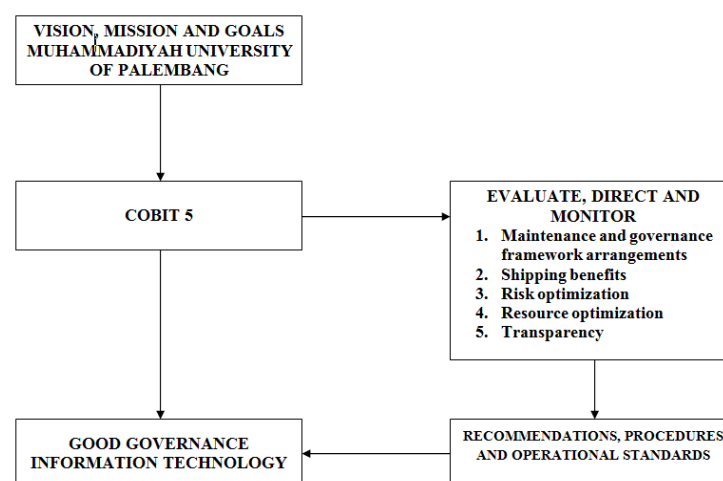 VISION, MISSION AND GOALS
MUHAMMADIYAH UNIVERSITY
OF PALEMBANG
COBIT 5
EVALUATE, DIRECT AND
MONITOR
1. Maintenance and governance
framework arrangements
2. Shipping benefits
3. Risk optimization
4. Resource optimization
5. Transparency
GOOD GOVERNANCE
INFORMATION TECHNOLOGY
RECOMMENDATIONS, PROCEDURES
AND OPERATIONAL STANDARDS